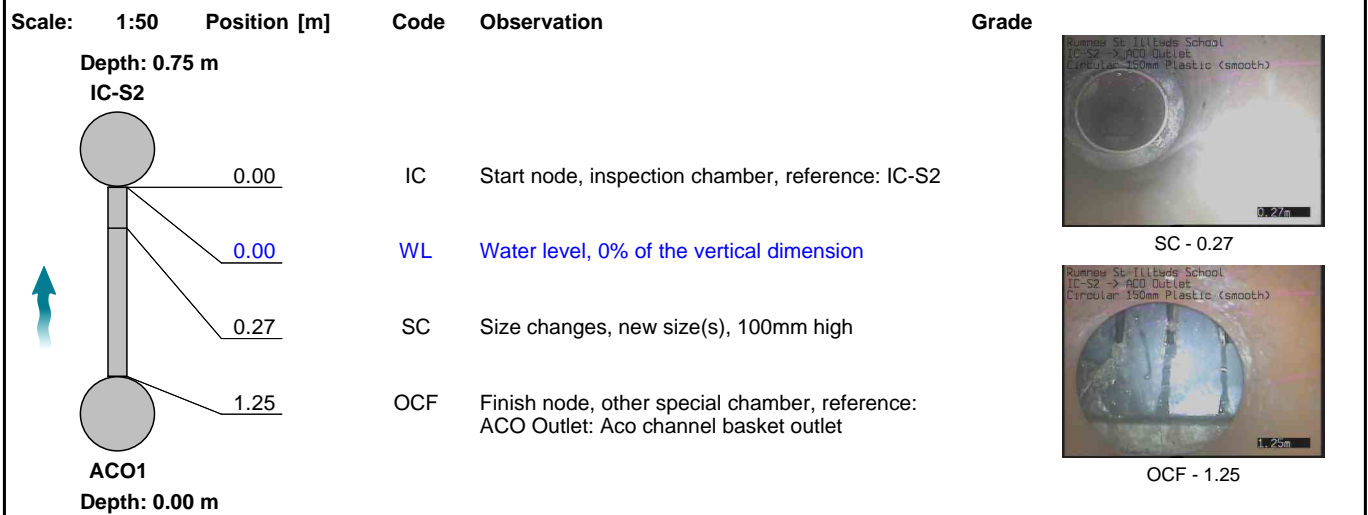 Scale: 1:50 Position [m] Code Observation Grade
Depth: 0.75 m
IC-S2
0.00 IC Start node, inspection chamber, reference: IC-S2
0.00 WL Water level, 0% of the vertical dimension
0.27 SC Size changes, new size(s), 100mm high
1.25 OCF Finish node, other special chamber, reference:
ACO Outlet: Aco channel basket outlet
ACO1
Depth: 0.00 m
Rumney St Illtyds School
IC-S2 -> ACO Outlet
Circular 150mm Plastic (smooth)
0.27m
SC - 0.27
Rumney St Illtyds School
IC-S2 -> ACO Outlet
Circular 150mm Plastic (smooth)
1.25m
OCF - 1.25